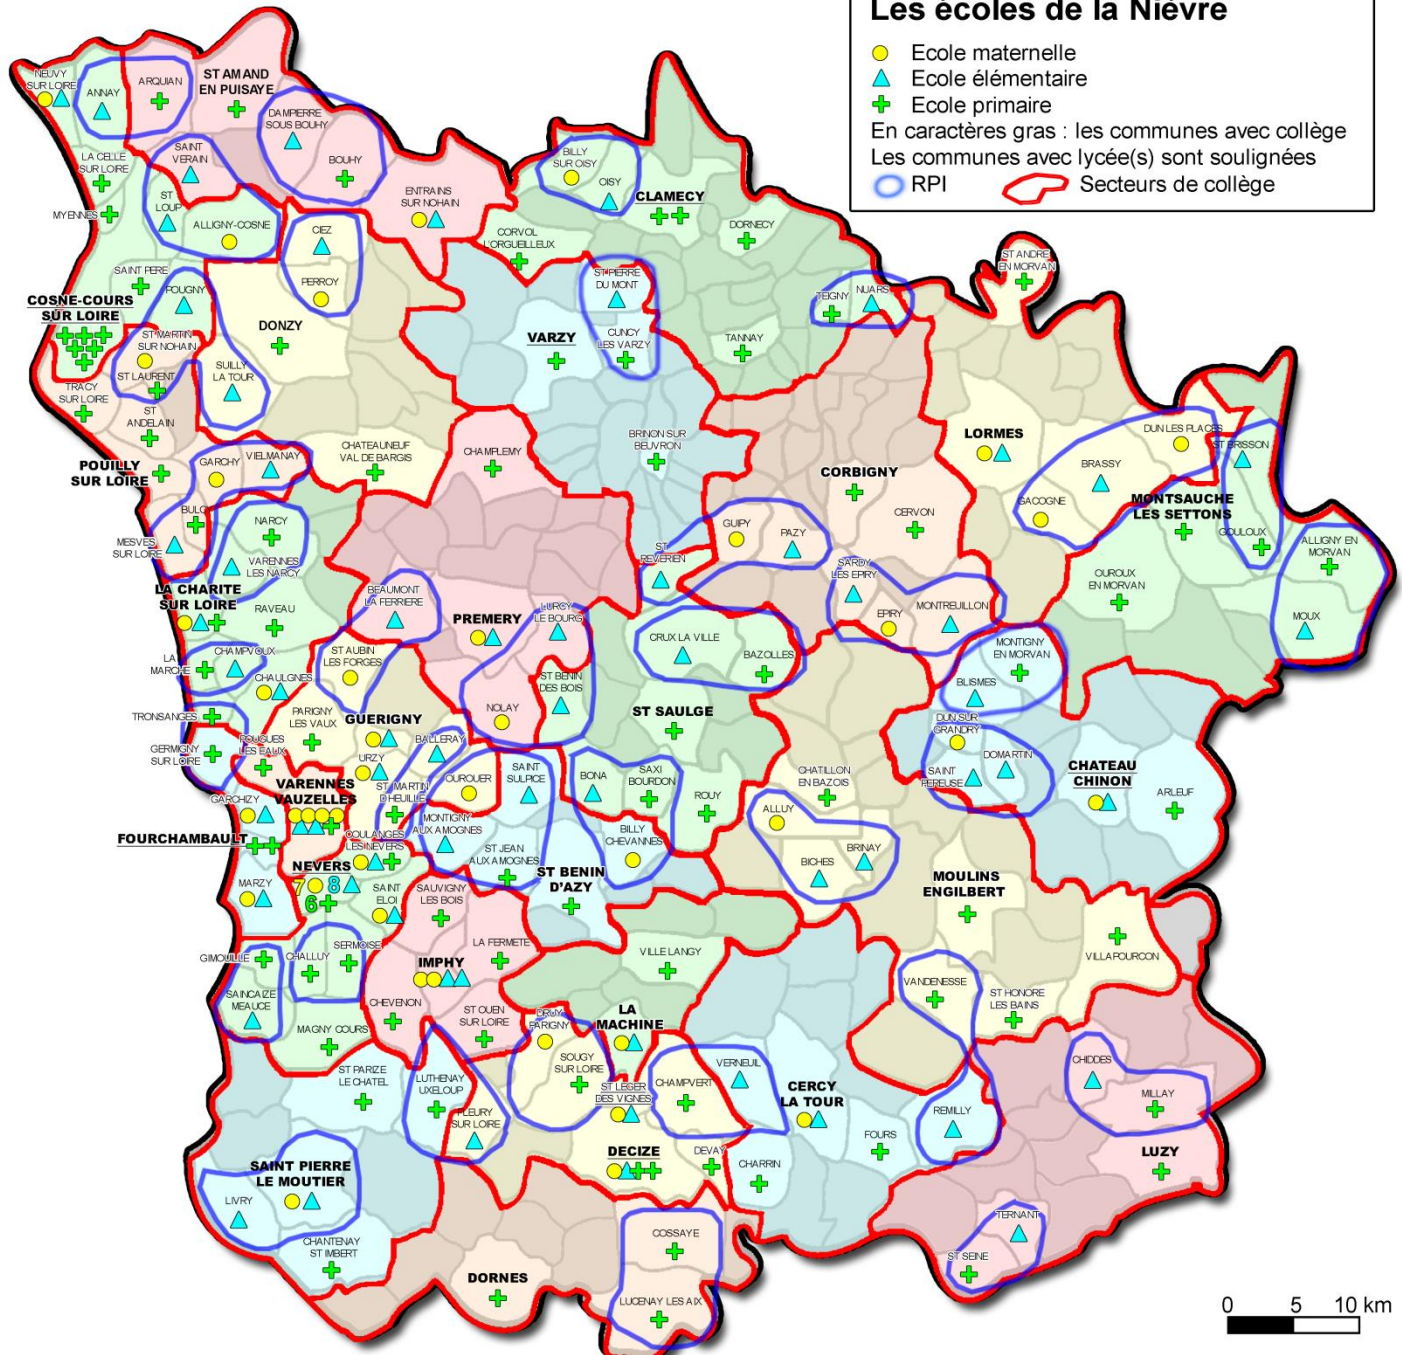 Les écoles de la Nièvre
Ecole maternelle
Ecole élémentaire
Ecole primaire
En caractères gras : les communes avec collège
Les communes avec lycée(s) sont soulignées
RPI
Secteurs de collège
NEUVY
SUR LOIRE
ANNAY
ARQUIAN
ST AMAND
EN PUISAYE
DAMPIERRE
SOUS BOUHY
BOUHY
SAINT
VERAIN
LA CELLE
SUR LOIRE
ST
LOUP
MYENNES
ALLIGNY-COSNE
ENTRAINS
SUR NOHAIN
CIEZ
PERROY
BILLY
SUR OISY
OISY
CLAMECY
DORNECY
CORVOL
L'ORGUEILLEUX
SAINT PERE
POUGNY
COSNE-COURS
SUR LOIRE
ST MARTIN
SUR NOHAIN
ST LAURENT
DONZY
SUILLY
LA TOUR
ST PIERRE
DU MONT
CUNCY
LES VARZY
VARZY
TEIGNY
NUARS
TANNAY
ST ANDRE
EN MORVAN
TRACY
SUR LOIRE
ST
ANDELAIN
CHATEAUNEUF
VAL DE BARGIS
CHAMPLEMY
BRINON SUR
BEUVRON
LORMES
DUN LES PLACES
ST BRISSON
BRASSY
GACOGNE
MONTSAUCHE
LES SETTONS
GOULOUX
ALLIGNY EN
MORVAN
POUILLY
SUR LOIRE
GARCHY
VIELMANAY
CORBIGNY
CERVON
BULCY
MESVES
SUR LOIRE
NARCY
VARENNES
LES NARCY
GUIPY
PAZY
ST
REVERIEN
SARDY
LES EPIRY
EPIRY
MONTREUILLON
OUROUX
EN MORVAN
MOUX
LA CHARITE
SUR LOIRE
RAVEAU
BEAUMONT
LA FERRIERE
PREMERY
LURCY
LE BOURG
CRUX LA VILLE
BAZOLLES
MONTIGNY
EN MORVAN
BLISMES
LA
MARCHE
CHAMPVOUX
CHAULGNES
ST AUBIN
LES FORGES
ST BENIN
DES BOIS
NOLAY
ST SAULGE
TRONSANGES
PARIGNY
LES VAUX
GUERIGNY
DUN SUR
GRANDRY
DOMARTIN
SAINT
PEREUSE
CHATEAU
CHINON
ARLEUF
GERMIGNY
SUR LOIRE
POUGUES
LES EAUX
URZY
BALLERAY
OUROUER
SAINT
SULPICE
BONA
SAXI
BOURDON
ROUY
CHATILLON
EN BAZOIS
ALLUY
VARENNES
VAUZELLES
ST MARTIN
D'HEUILLE
GARCHIZY
MONTIGNY
AUX AMOGNES
BILLY
CHEVANNES
BICHES
BRINAY
FOURCHAMBAULT
COULANGES
LES NEVERS
ST JEAN
AUX AMOGNES
ST BENIN
D'AZY
NEVERS
7
8
6
MARZY
SAINT
ELOI
SAUVIGNY
LES BOIS
MOULINS
ENGILBERT
GIMOUILLE
CHALLUY
SERMOISE
LA FERMETE
IMPHY
VILLE LANGY
VILLAPOURCON
SAINCAIZE
MEAUCE
CHEVENON
ST OUEN
SUR LOIRE
VANDENESSE
ST HONORE
LES BAINS
MAGNY COURS
DRUY
PARIGNY
LA
MACHINE
SOUGY
SUR LOIRE
ST PARIZE
LE CHATEL
LUTHENAY
UXELOUP
FLEURY
SUR LOIRE
ST LEGER
DES VIGNES
CHAMPVERT
VERNEUIL
CERCY
LA TOUR
REMILLY
CHIDDES
MILLAY
FOURS
LUZY
DECIZE
DEVAY
CHARRIN
SAINT PIERRE
LE MOUTIER
LIVRY
CHANTENAY
ST IMBERT
TERNANT
ST SEINE
COSSAYE
DORNES
LUCENAY LES AIX
0 5 10 km